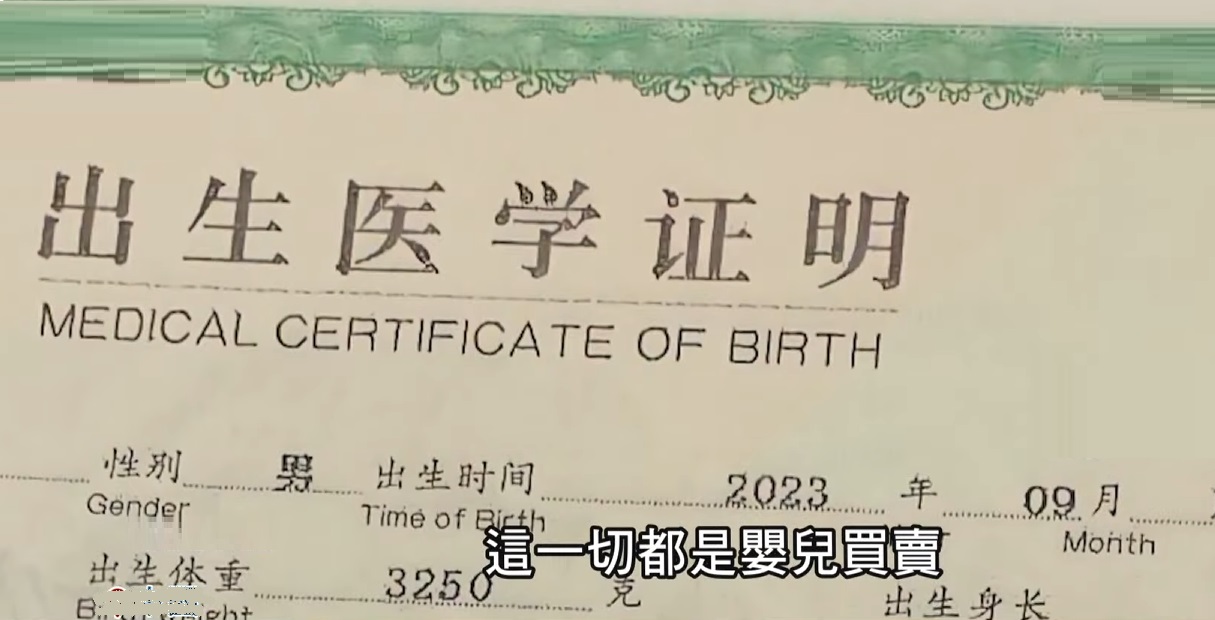 出生医学证明
MEDICAL CERTIFICATE OF BIRTH
性别 男 出生时间 2023 年 09 月
Gender Time of Birth Month
這一切都是嬰兒買賣
出生体重 3250 克 出生身长